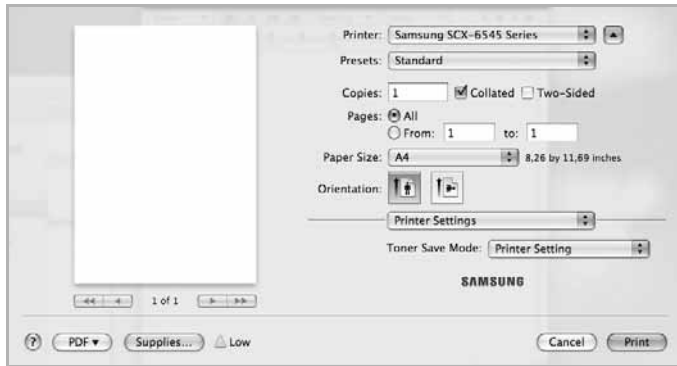 Printer: Samsung SCX-6545 Series
Presets: Standard
Copies: 1 Collated Two-Sided
Pages: All
From: 1 to: 1
Paper Size: A4 8,26 by 11,69 inches
Orientation:
Printer Settings
Toner Save Mode: Printer Setting
SAMSUNG
1 of 1
? PDF Supplies... Low Cancel Print